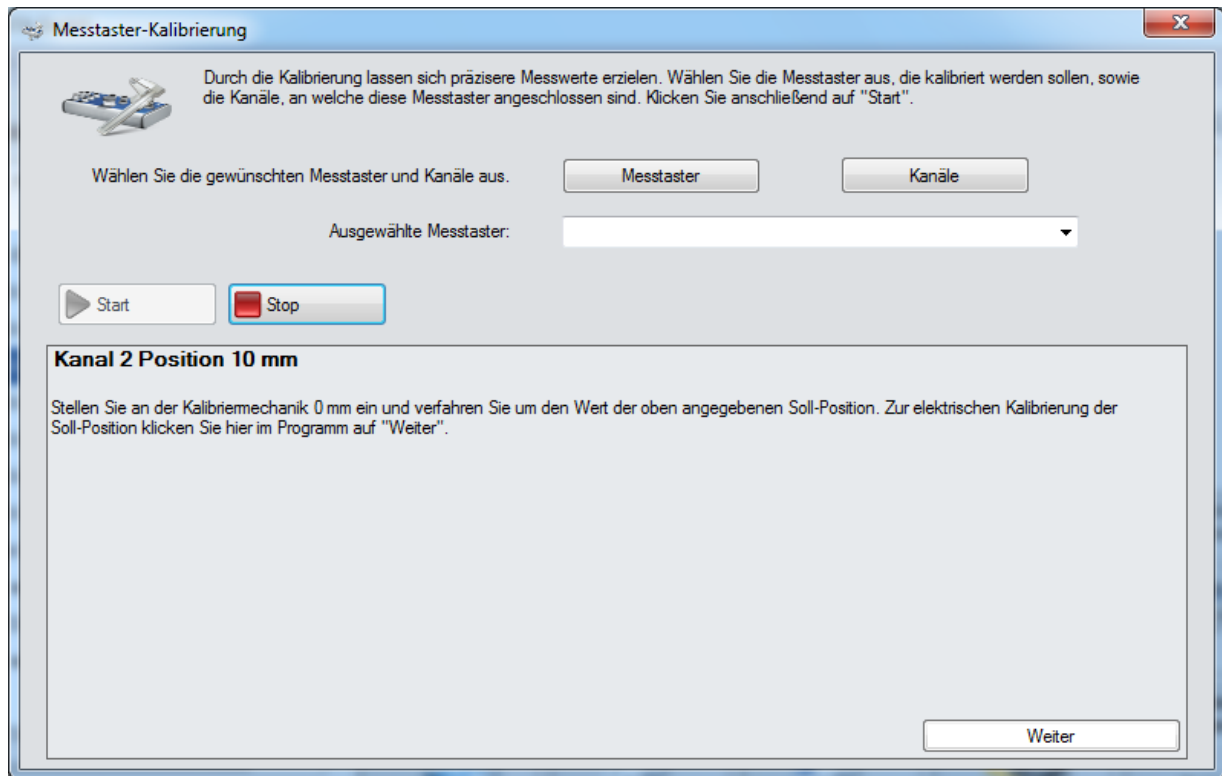 Messtaster-Kalibrierung
Durch die Kalibrierung lassen sich präzisere Messwerte erzielen. Wählen Sie die Messtaster aus, die kalibriert werden sollen, sowie
die Kanäle, an welche diese Messtaster angeschlossen sind. Klicken Sie anschließend auf "Start".
Wählen Sie die gewünschten Messtaster und Kanäle aus.
Messtaster
Kanäle
Ausgewählte Messtaster:
Start
Stop
Kanal 2 Position 10 mm
Stellen Sie an der Kalibriermechanik 0 mm ein und verfahren Sie um den Wert der oben angegebenen Soll-Position. Zur elektrischen Kalibrierung der
Soll-Position klicken Sie hier im Programm auf "Weiter".
Weiter